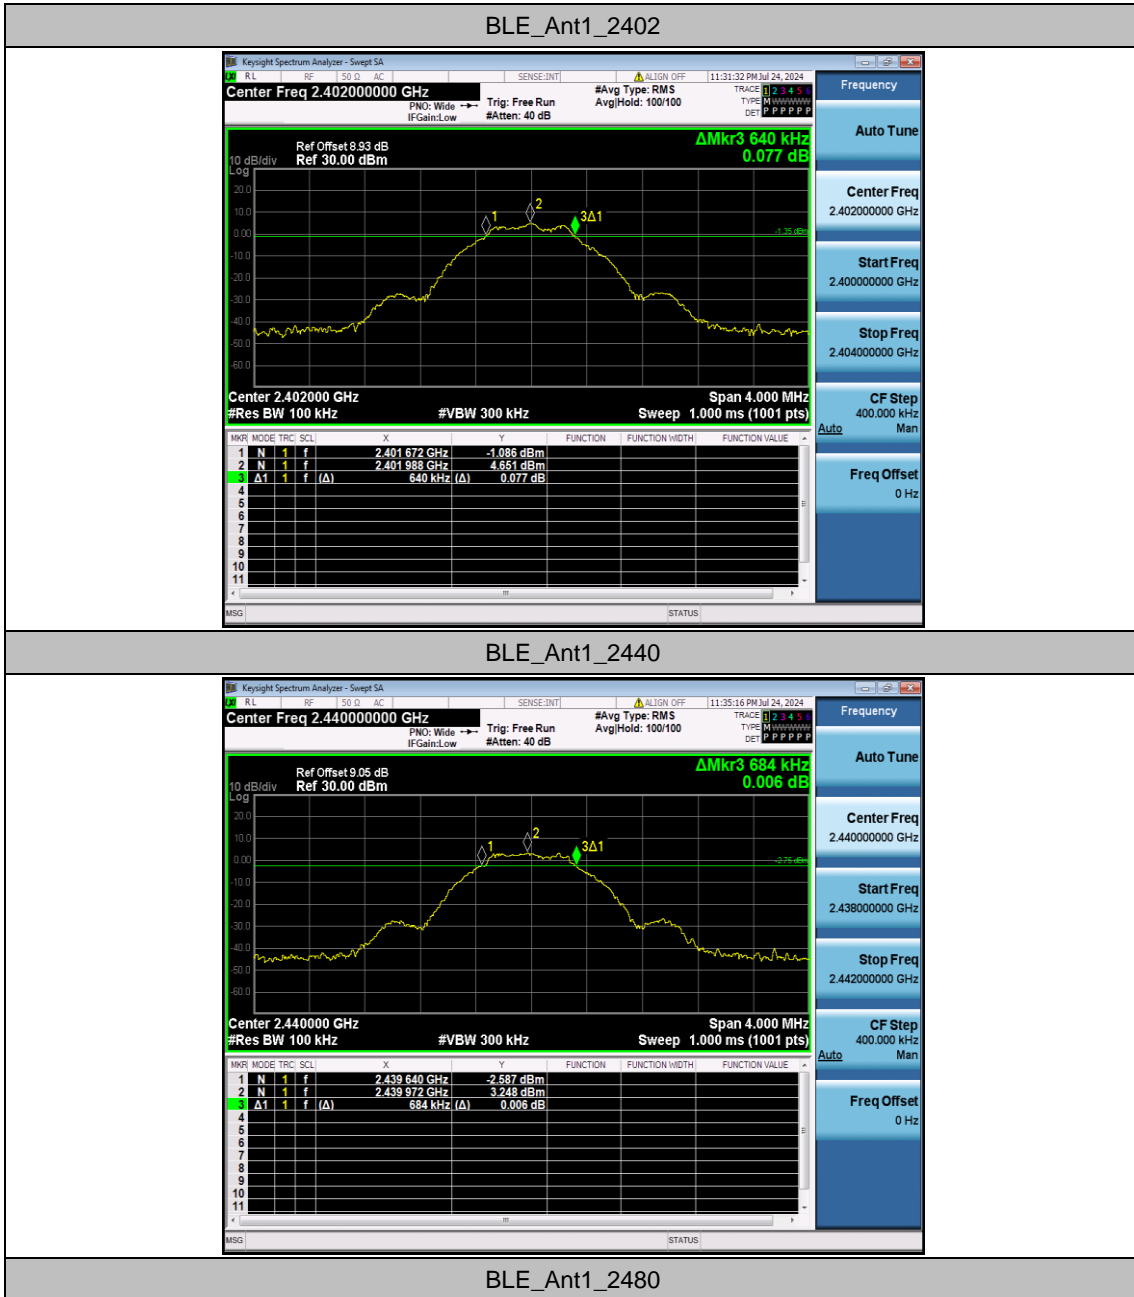 BLE_Ant1_2402
Keysight Spectrum Analyzer - Swept SA
LXI RL RF 50 Ω AC SENSE:INT ALIGN OFF 11:31:32 PM Jul 24, 2024
Center Freq 2.402000000 GHz
PNO: Wide
IFGain:Low
Trig: Free Run
#Atten: 40 dB
#Avg Type: RMS
Avg|Hold: 100/100
TRACE 1 2 3 4 5 6
TYPE M WWWWW
DET P P P P P P
Frequency
Auto Tune
Center Freq
2.402000000 GHz
Start Freq
2.400000000 GHz
Stop Freq
2.404000000 GHz
CF Step
400.000 kHz
Auto Man
Freq Offset
0 Hz
ΔMkr3 640 kHz
0.077 dB
Ref Offset 8.93 dB
10 dB/div Ref 30.00 dBm
Log
20.0
10.0
0.00
-10.0
-20.0
-30.0
-40.0
-50.0
-60.0
1
2
3Δ1
-1.35 dBm
Center 2.402000 GHz Span 4.000 MHz
#Res BW 100 kHz #VBW 300 kHz Sweep 1.000 ms (1001 pts)
MKR MODE TRC SCL X Y FUNCTION FUNCTION WIDTH FUNCTION VALUE
1 N 1 f 2.401 672 GHz -1.086 dBm
2 N 1 f 2.401 988 GHz 4.651 dBm
3 Δ1 1 f (Δ) 640 kHz (Δ) 0.077 dB
4
5
6
7
8
9
10
11
MSG STATUS
BLE_Ant1_2440
Keysight Spectrum Analyzer - Swept SA
LXI RL RF 50 Ω AC SENSE:INT ALIGN OFF 11:35:16 PM Jul 24, 2024
Center Freq 2.440000000 GHz
PNO: Wide
IFGain:Low
Trig: Free Run
#Atten: 40 dB
#Avg Type: RMS
Avg|Hold: 100/100
TRACE 1 2 3 4 5 6
TYPE M WWWWW
DET P P P P P P
Frequency
Auto Tune
Center Freq
2.440000000 GHz
Start Freq
2.438000000 GHz
Stop Freq
2.442000000 GHz
CF Step
400.000 kHz
Auto Man
Freq Offset
0 Hz
ΔMkr3 684 kHz
0.006 dB
Ref Offset 9.05 dB
10 dB/div Ref 30.00 dBm
Log
20.0
10.0
0.00
-10.0
-20.0
-30.0
-40.0
-50.0
-60.0
1
2
3Δ1
-2.75 dBm
Center 2.440000 GHz Span 4.000 MHz
#Res BW 100 kHz #VBW 300 kHz Sweep 1.000 ms (1001 pts)
MKR MODE TRC SCL X Y FUNCTION FUNCTION WIDTH FUNCTION VALUE
1 N 1 f 2.439 640 GHz -2.587 dBm
2 N 1 f 2.439 972 GHz 3.248 dBm
3 Δ1 1 f (Δ) 684 kHz (Δ) 0.006 dB
4
5
6
7
8
9
10
11
MSG STATUS
BLE_Ant1_2480